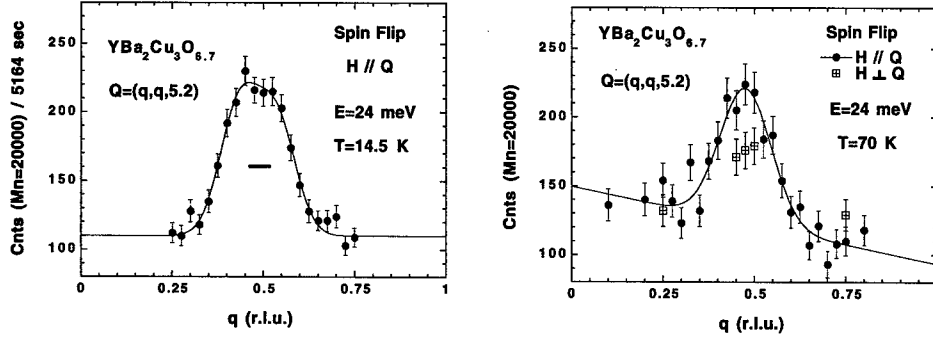 YBa2Cu3O6.7
Spin Flip
H // Q
Q=(q,q,5.2)
E=24 meV
T=14.5 K
Cnts (Mn=20000) / 5164 sec
250
200
150
100
0
0.25
0.5
0.75
1
q (r.l.u.)
YBa2Cu3O6.7
Spin Flip
H // Q
H ⊥ Q
Q=(q,q,5.2)
E=24 meV
T=70 K
Cnts (Mn=20000)
250
200
150
100
0
0.25
0.5
0.75
q (r.l.u.)